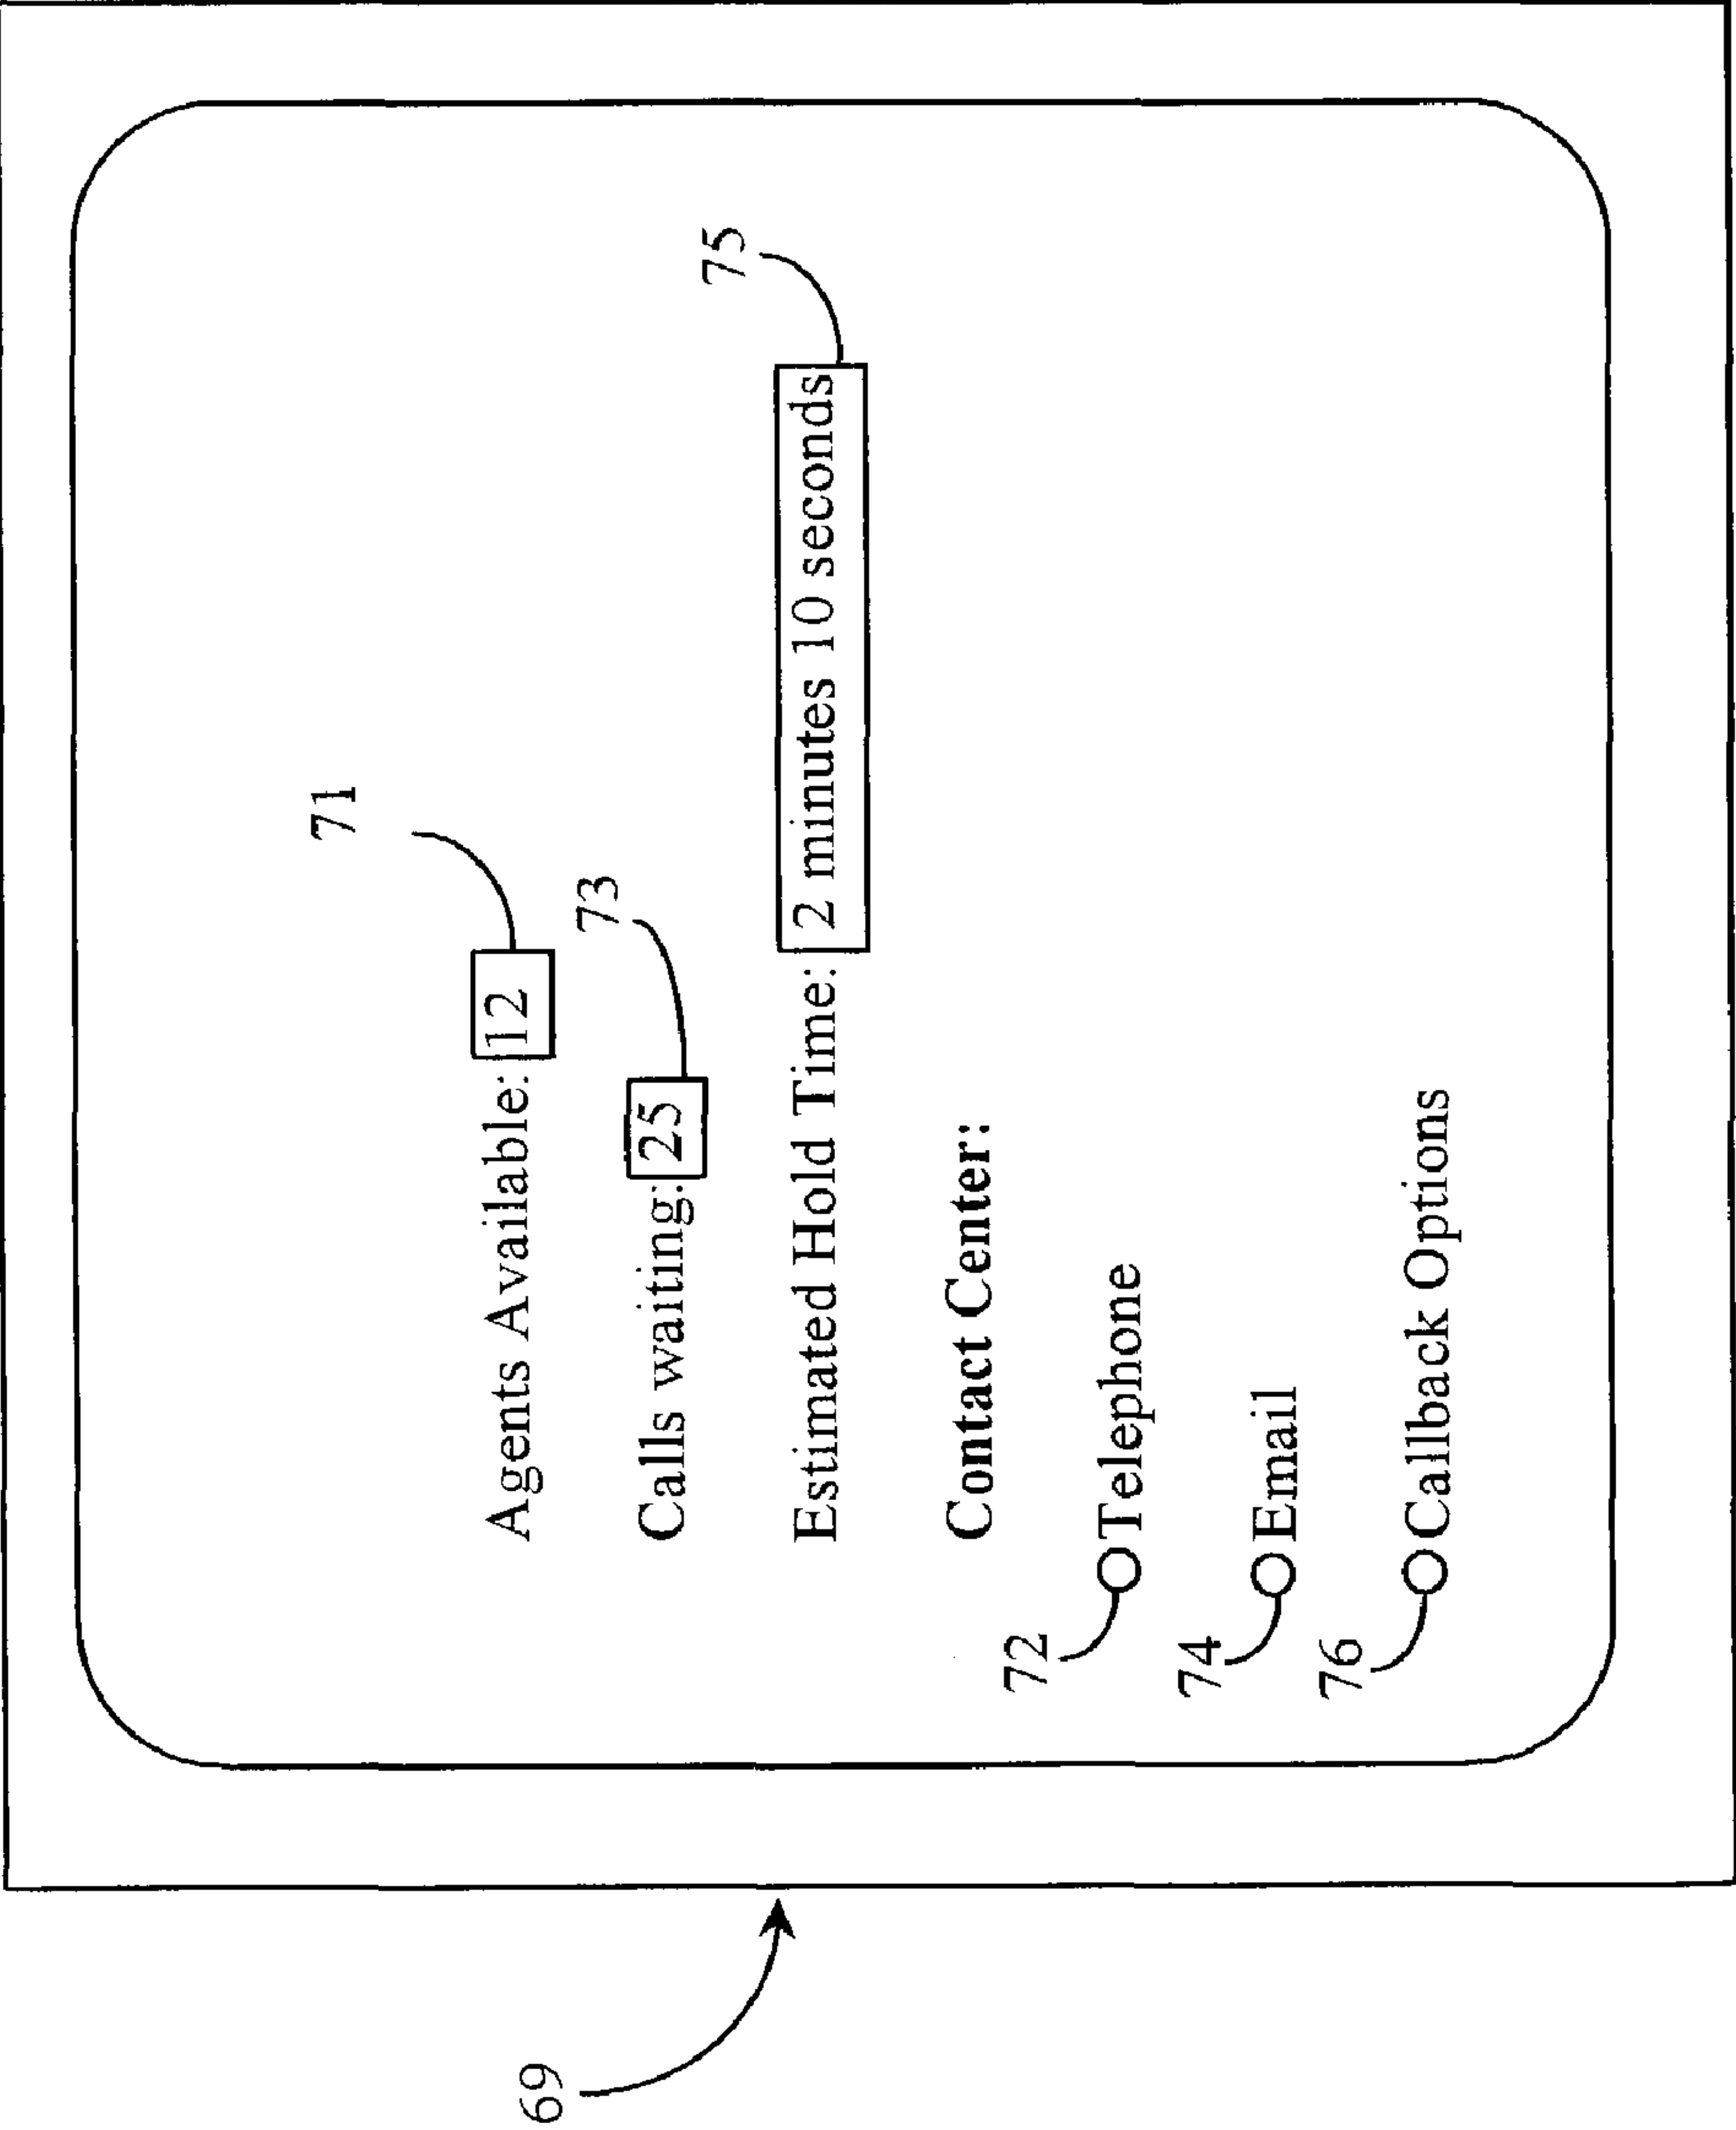 71
Agents Available: 12
73
Calls waiting: 25
75
Estimated Hold Time: 2 minutes 10 seconds
Contact Center:
72
Telephone
74
Email
76
Callback Options
69